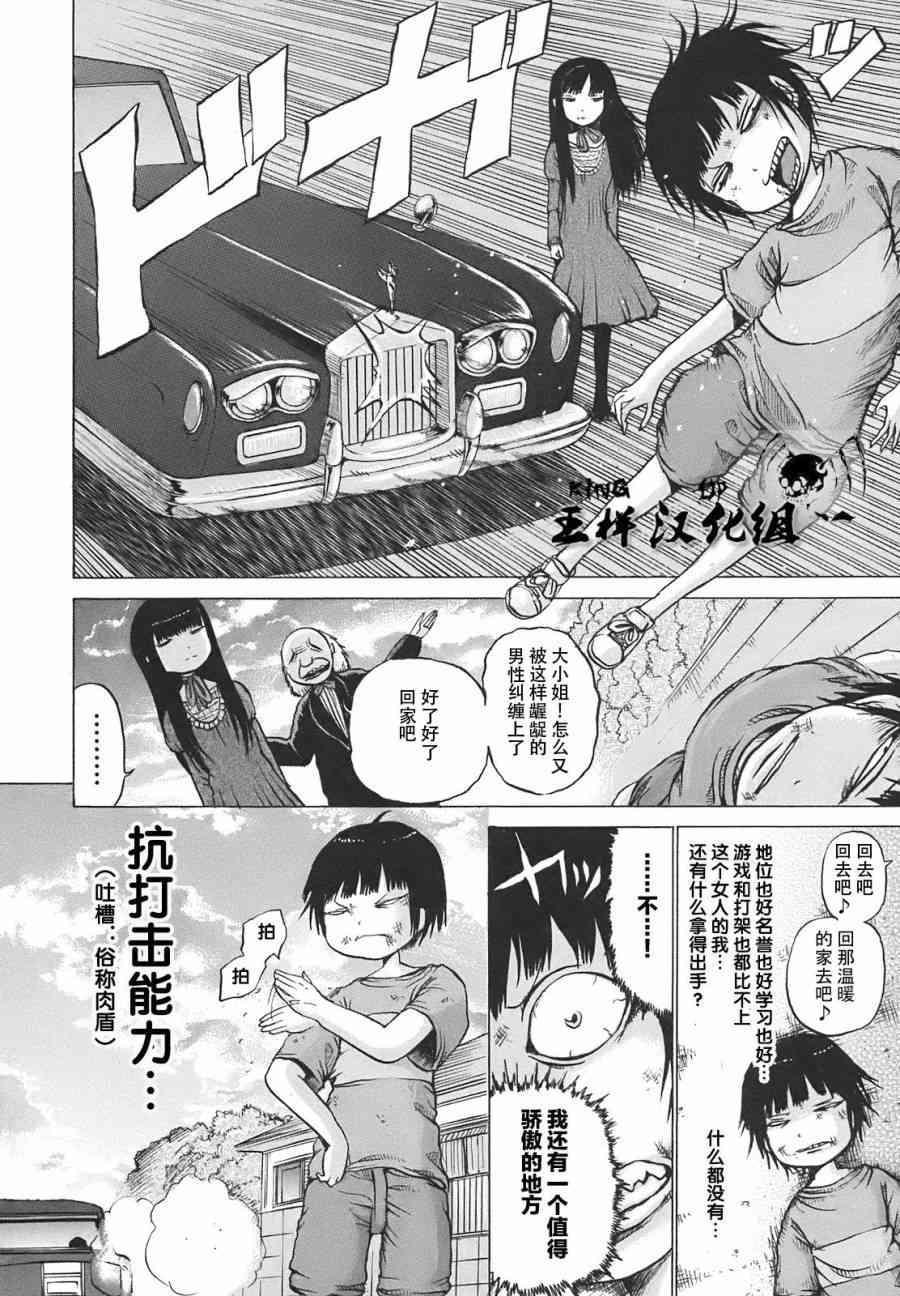 ドガッ
KING UP
王样汉化组
大小姐！怎么又
被这样龌龊的
男性纠缠上了
好了好了
回家吧
………
回去吧
回去吧♪
回那温暖
的家去吧♪
地位也好名誉也好学习也好…
游戏和打架也都比不上
这个女人的我…
还有什么拿得出手？
什么都没有…
……不…！
我还有一个值得
骄傲的地方
拍
拍
抗打击能力…
（吐槽：俗称肉盾）